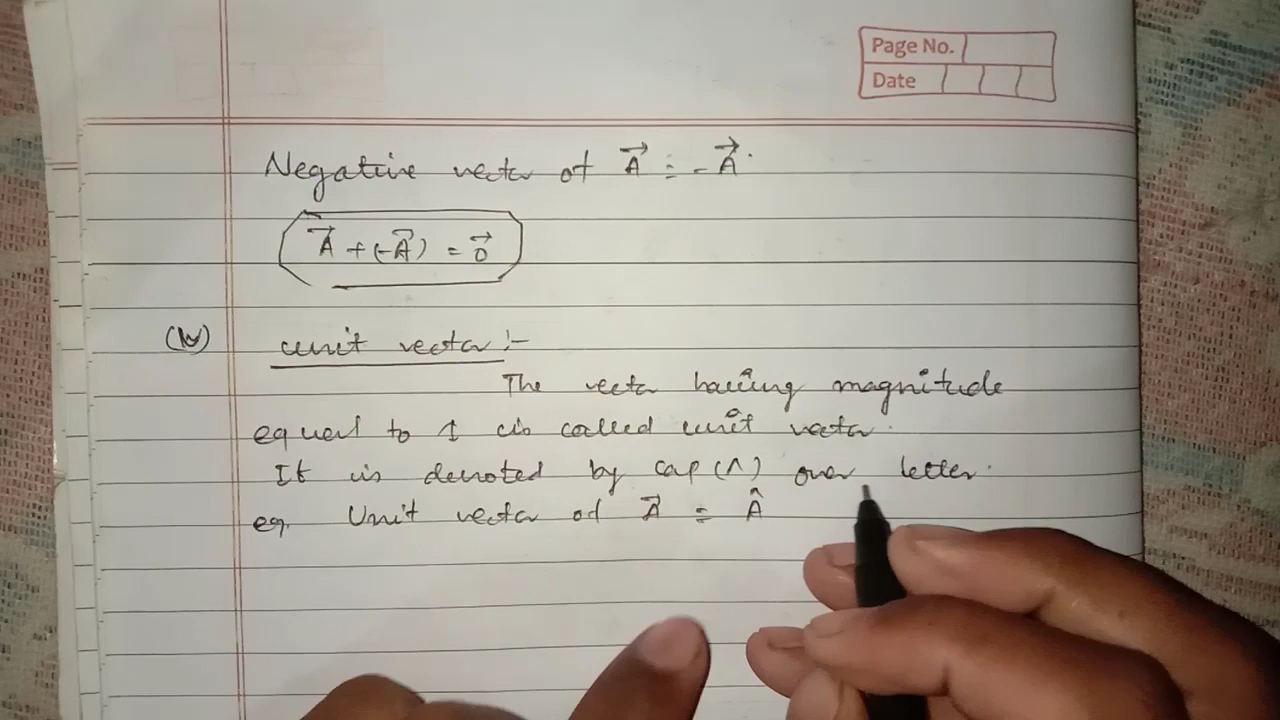 Page No.
Date
Negative vector of A⃗ = -A⃗.
A⃗ + (-A⃗) = 0⃗
(iv) unit vector :-
The vector having magnitude
equal to 1 is called unit vector.
It is denoted by cap (^) over letter.
eg. Unit vector of A⃗ = Â